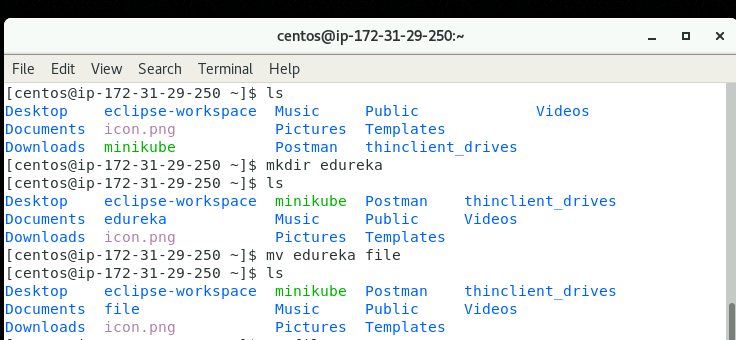 centos@ip-172-31-29-250:~
File Edit View Search Terminal Help
[centos@ip-172-31-29-250 ~]$ ls
Desktop eclipse-workspace Music Public Videos
Documents icon.png Pictures Templates
Downloads minikube Postman thinclient_drives
[centos@ip-172-31-29-250 ~]$ mkdir edureka
[centos@ip-172-31-29-250 ~]$ ls
Desktop eclipse-workspace minikube Postman thinclient_drives
Documents edureka Music Public Videos
Downloads icon.png Pictures Templates
[centos@ip-172-31-29-250 ~]$ mv edureka file
[centos@ip-172-31-29-250 ~]$ ls
Desktop eclipse-workspace minikube Postman thinclient_drives
Documents file Music Public Videos
Downloads icon.png Pictures Templates